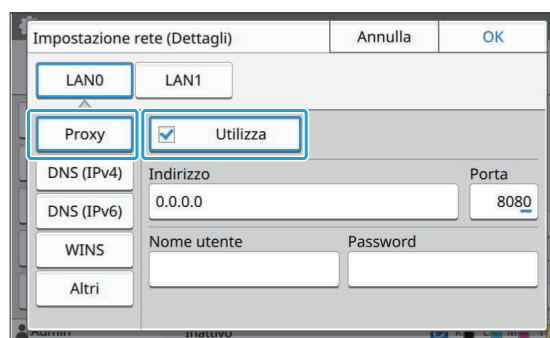 Impostazione rete (Dettagli) Annulla OK
LAN0 LAN1
Proxy Utilizza
DNS (IPv4) Indirizzo Porta
DNS (IPv6) 0.0.0.0 8080
WINS Nome utente Password
Altri
Admin Inattivo K C M